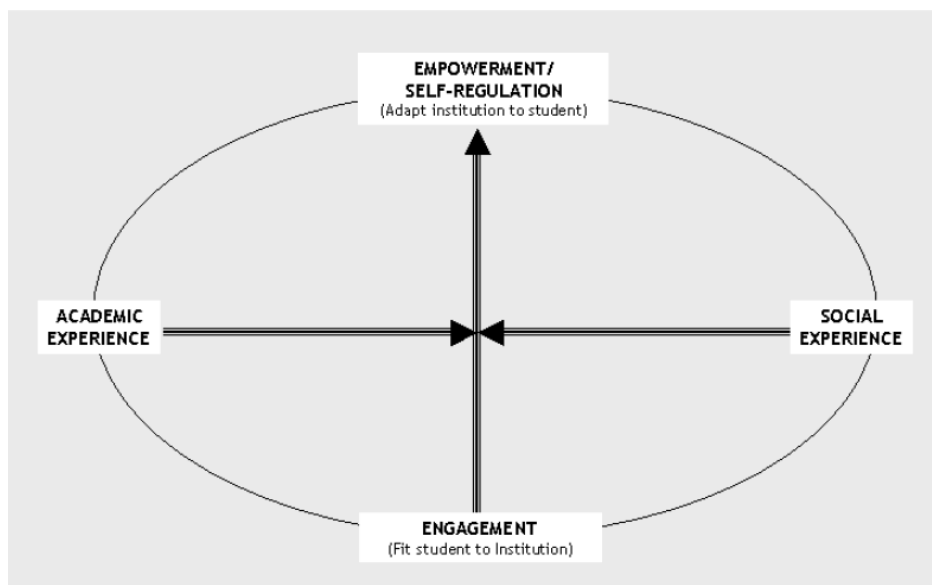 EMPOWERMENT/
SELF-REGULATION
(Adapt institution to student)
ACADEMIC
EXPERIENCE
SOCIAL
EXPERIENCE
ENGAGEMENT
(Fit student to Institution)